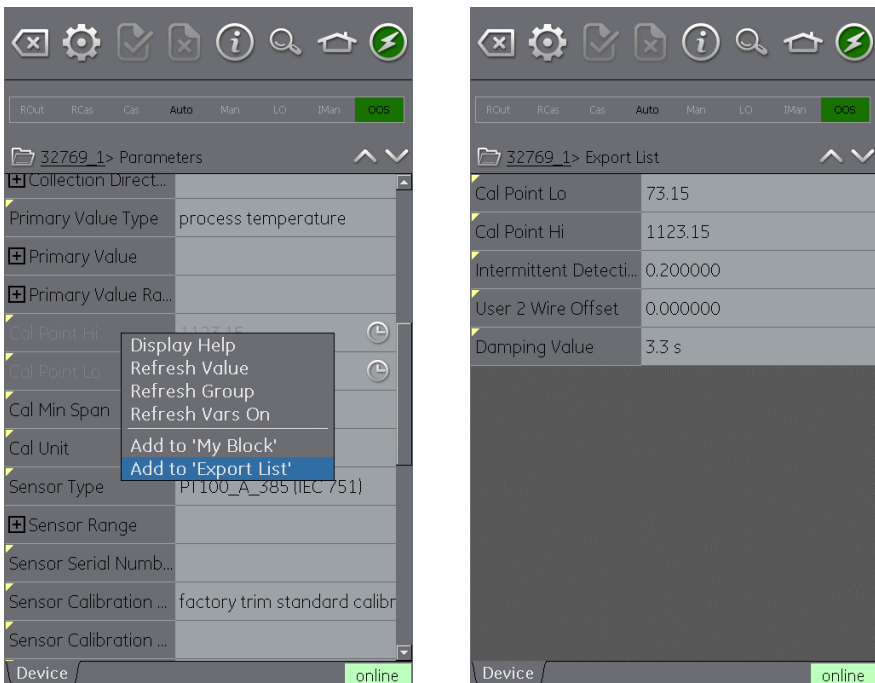 ROut RCas Cas Auto Man LO IMan OOS
32769_1> Parameters
Collection Direct...
Primary Value Type process temperature
Primary Value
Primary Value Ra...
Cal Point Hi 1123.15
Cal Point Lo
Cal Min Span
Cal Unit
Sensor Type PT100_A_385 (IEC 751)
Sensor Range
Sensor Serial Numb...
Sensor Calibration ... factory trim standard calibr
Sensor Calibration ...
Display Help
Refresh Value
Refresh Group
Refresh Vars On
Add to 'My Block'
Add to 'Export List'
Device online
ROut RCas Cas Auto Man LO IMan OOS
32769_1> Export List
Cal Point Lo 73.15
Cal Point Hi 1123.15
Intermittent Detecti... 0.200000
User 2 Wire Offset 0.000000
Damping Value 3.3 s
Device online